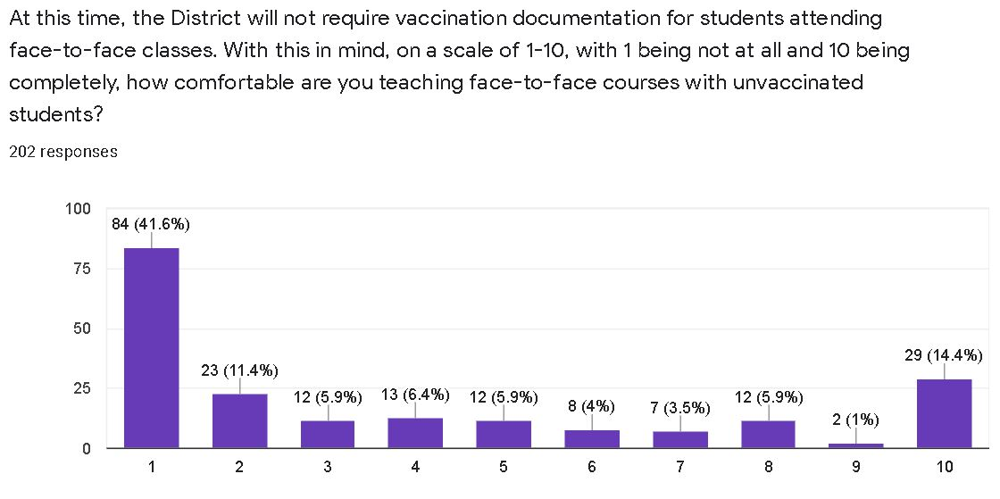 At this time, the District will not require vaccination documentation for students attending
face-to-face classes. With this in mind, on a scale of 1-10, with 1 being not at all and 10 being
completely, how comfortable are you teaching face-to-face courses with unvaccinated
students?
202 responses
100
75
50
25
0
84 (41.6%)
23 (11.4%)
12 (5.9%)
13 (6.4%)
12 (5.9%)
8 (4%)
7 (3.5%)
12 (5.9%)
2 (1%)
29 (14.4%)
1 2 3 4 5 6 7 8 9 10